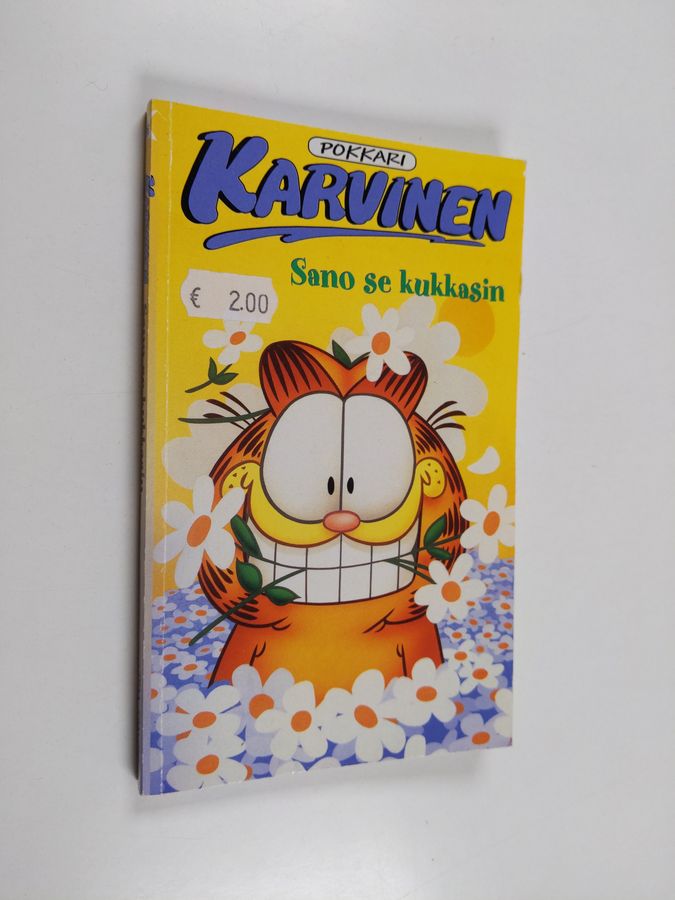 POKKARI
KARVINEN
Sano se kukkasin
€ 2.00